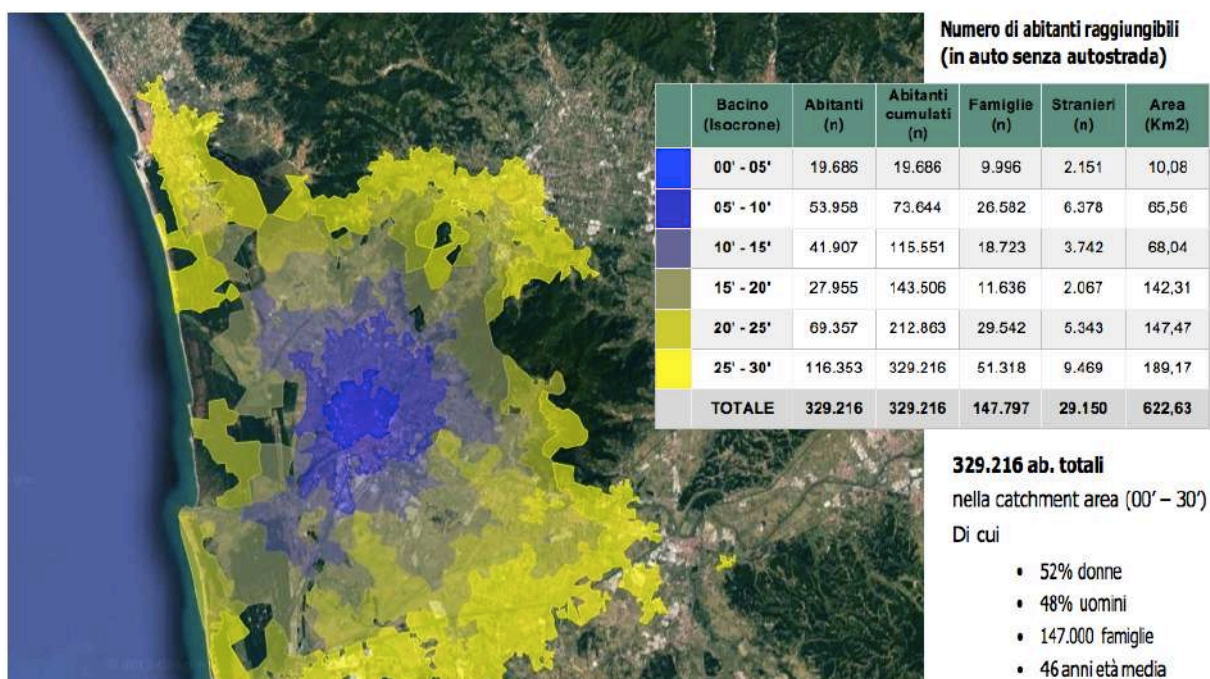 Numero di abitanti raggiungibili
(in auto senza autostrada)
Bacino (Isocrone) Abitanti (n) Abitanti cumulati (n) Famiglie (n) Stranieri (n) Area (Km2)
00' - 05' 19.686 19.686 9.996 2.151 10,08
05' - 10' 53.958 73.644 26.582 6.378 65,56
10' - 15' 41.907 115.551 18.723 3.742 68,04
15' - 20' 27.955 143.506 11.636 2.067 142,31
20' - 25' 69.357 212.863 29.542 5.343 147,47
25' - 30' 116.353 329.216 51.318 9.469 189,17
TOTALE 329.216 329.216 147.797 29.150 622,63
329.216 ab. totali
nella catchment area (00' – 30')
Di cui
• 52% donne
• 48% uomini
• 147.000 famiglie
• 46 anni età media